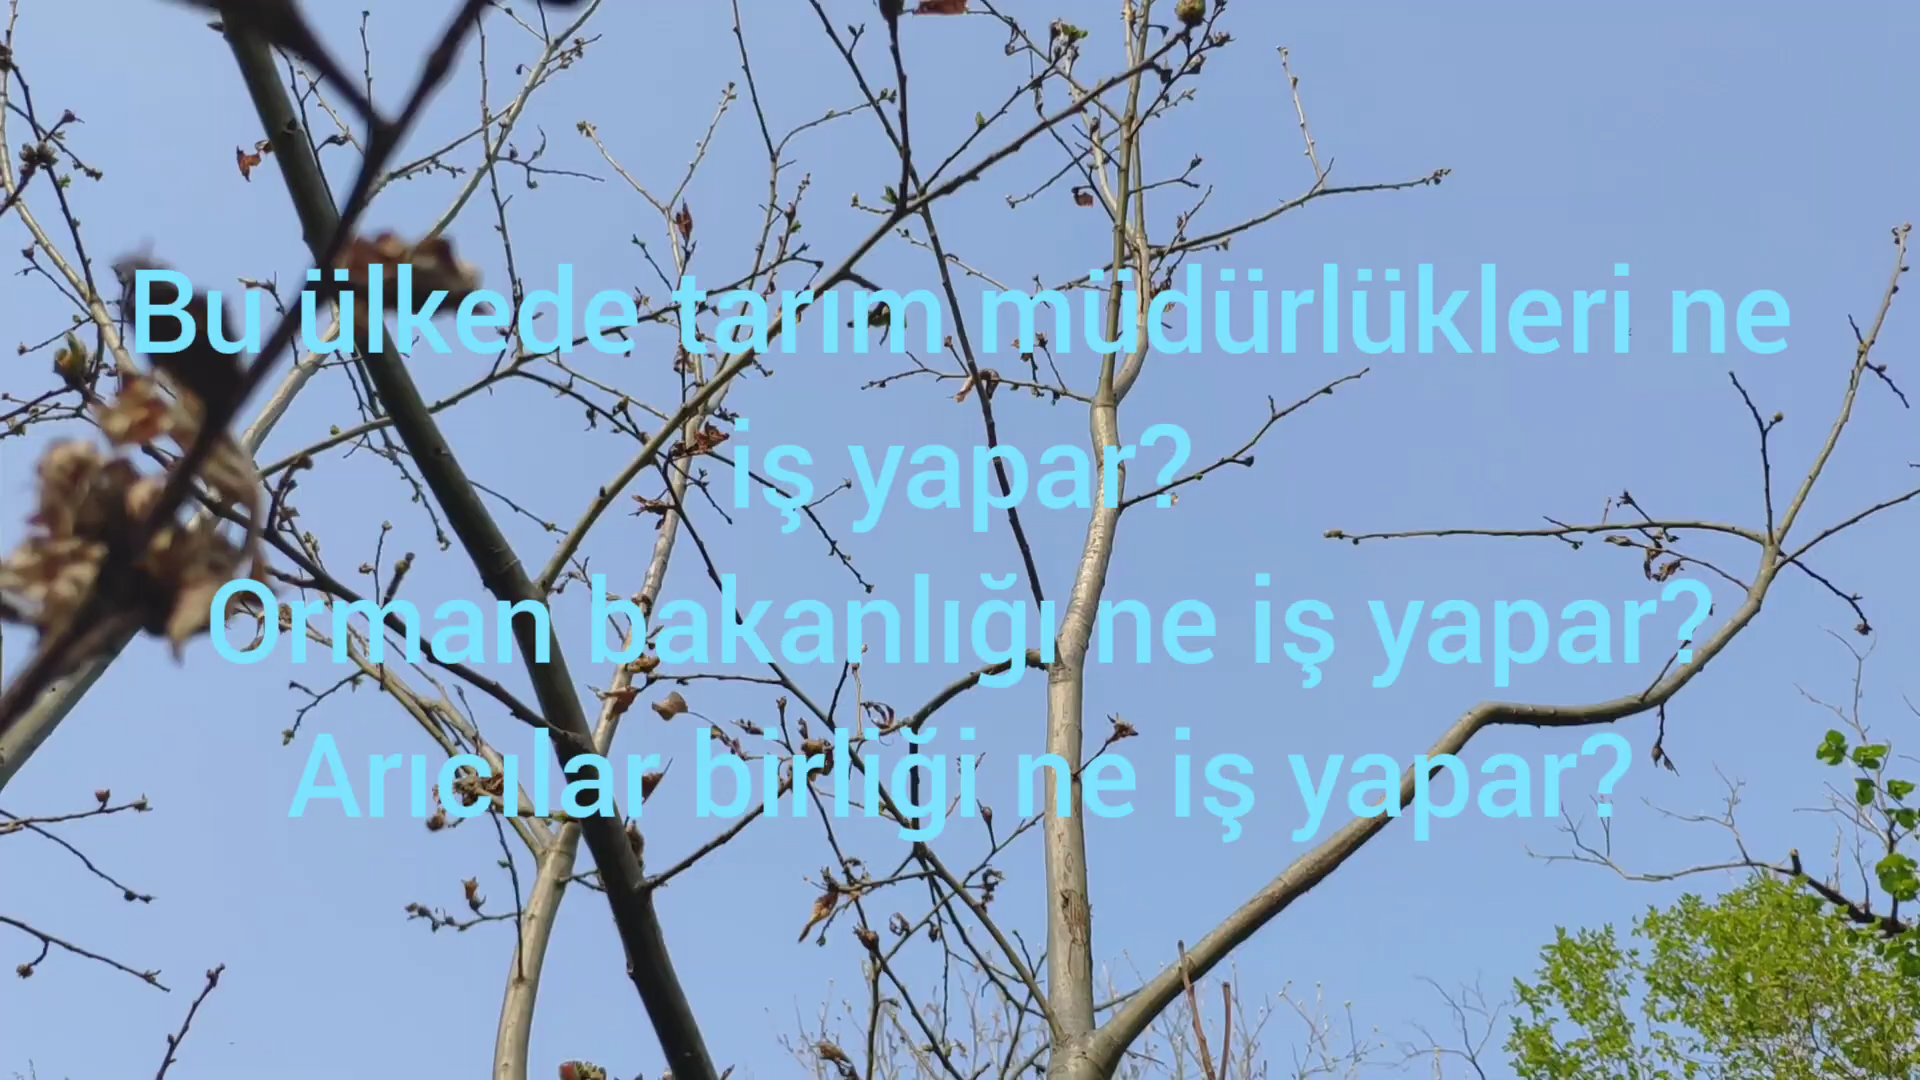 Bu ülkede tarım müdürlükleri ne
iş yapar?
Orman bakanlığı ne iş yapar?
Arıcılar birliği ne iş yapar?